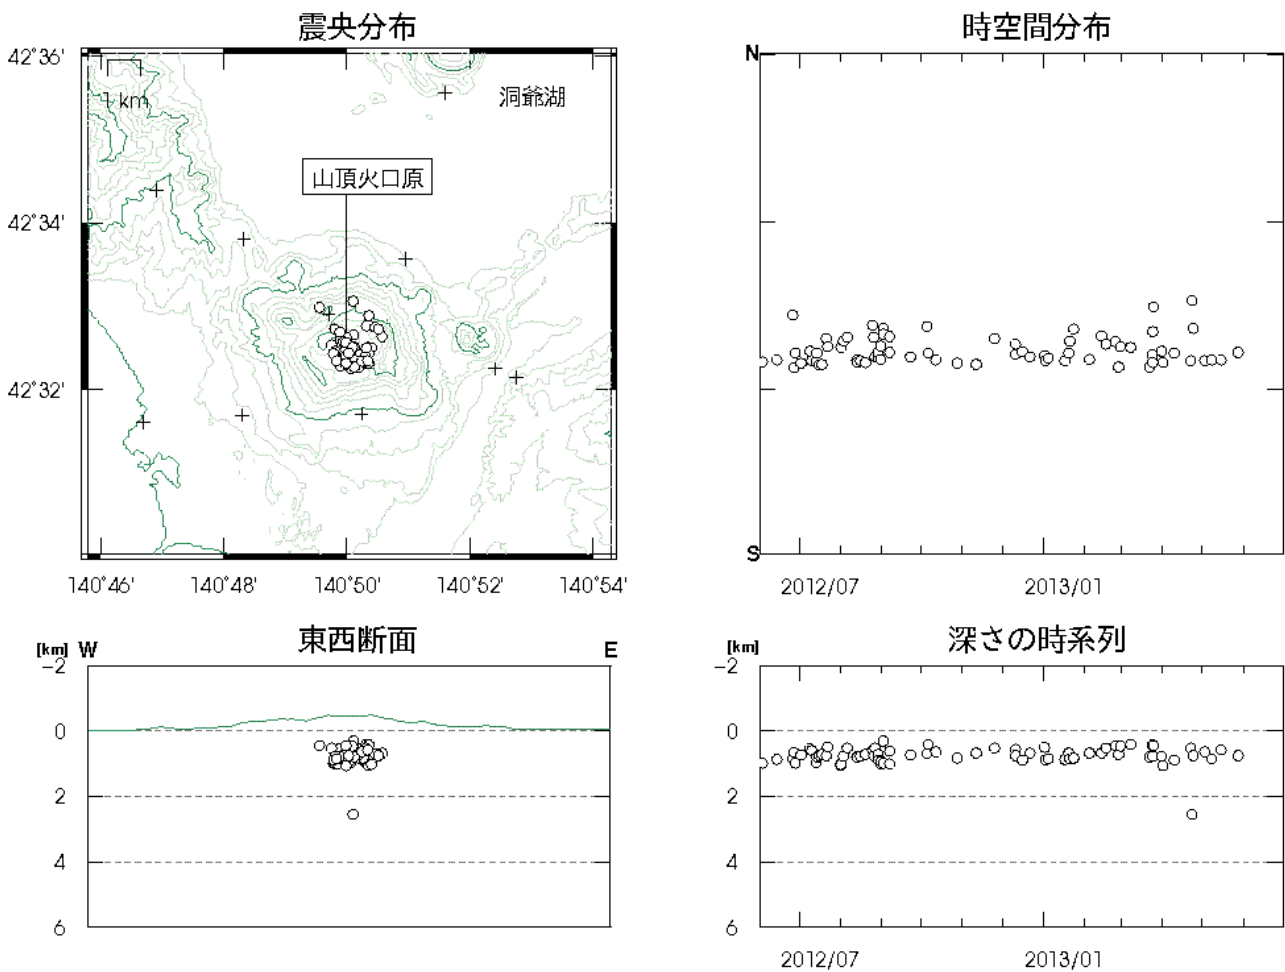 震央分布
42°36'
42°34'
42°32'
1 km
洞爺湖
山頂火口原
140°46'
140°48'
140°50'
140°52'
140°54'
時空間分布
N
S
2012/07
2013/01
東西断面
[km]
W
E
-2
0
2
4
6
深さの時系列
[km]
-2
0
2
4
6
2012/07
2013/01